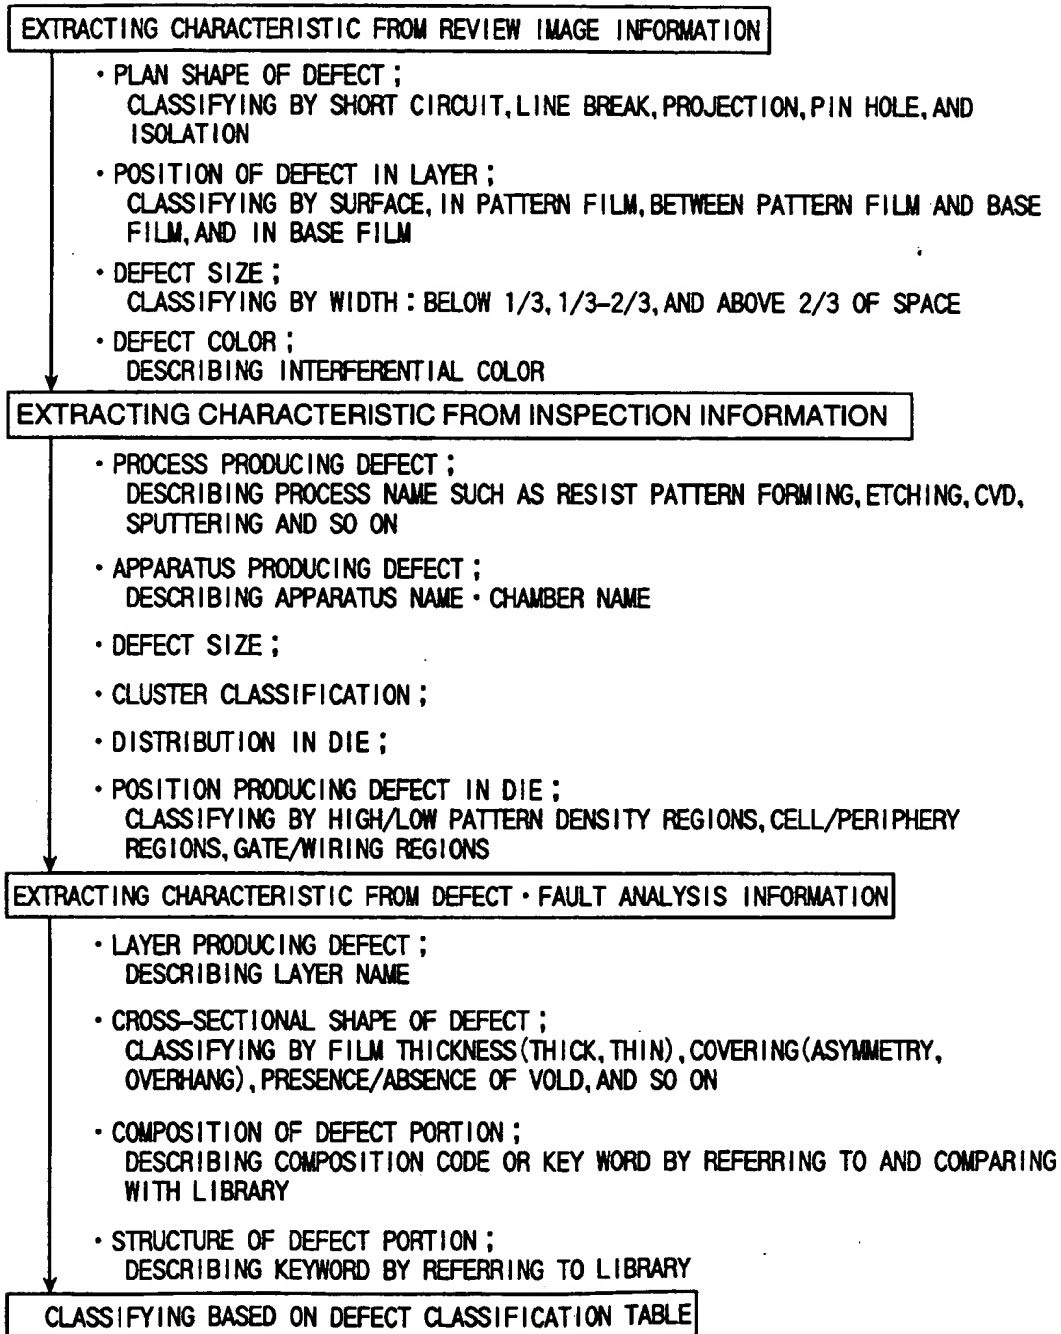 EXTRACTING CHARACTERISTIC FROM REVIEW IMAGE INFORMATION
・PLAN SHAPE OF DEFECT;
CLASSIFYING BY SHORT CIRCUIT, LINE BREAK, PROJECTION, PIN HOLE, AND
ISOLATION
・POSITION OF DEFECT IN LAYER;
CLASSIFYING BY SURFACE, IN PATTERN FILM, BETWEEN PATTERN FILM AND BASE
FILM, AND IN BASE FILM
・DEFECT SIZE;
CLASSIFYING BY WIDTH: BELOW 1/3, 1/3-2/3, AND ABOVE 2/3 OF SPACE
・DEFECT COLOR;
DESCRIBING INTERFERENTIAL COLOR
EXTRACTING CHARACTERISTIC FROM INSPECTION INFORMATION
・PROCESS PRODUCING DEFECT;
DESCRIBING PROCESS NAME SUCH AS RESIST PATTERN FORMING, ETCHING, CVD,
SPUTTERING AND SO ON
・APPARATUS PRODUCING DEFECT;
DESCRIBING APPARATUS NAME・CHAMBER NAME
・DEFECT SIZE;
・CLUSTER CLASSIFICATION;
・DISTRIBUTION IN DIE;
・POSITION PRODUCING DEFECT IN DIE;
CLASSIFYING BY HIGH/LOW PATTERN DENSITY REGIONS, CELL/PERIPHERY
REGIONS, GATE/WIRING REGIONS
EXTRACTING CHARACTERISTIC FROM DEFECT・FAULT ANALYSIS INFORMATION
・LAYER PRODUCING DEFECT;
DESCRIBING LAYER NAME
・CROSS-SECTIONAL SHAPE OF DEFECT;
CLASSIFYING BY FILM THICKNESS(THICK, THIN), COVERING(ASYMMETRY,
OVERHANG), PRESENCE/ABSENCE OF VOLD, AND SO ON
・COMPOSITION OF DEFECT PORTION;
DESCRIBING COMPOSITION CODE OR KEY WORD BY REFERRING TO AND COMPARING
WITH LIBRARY
・STRUCTURE OF DEFECT PORTION;
DESCRIBING KEYWORD BY REFERRING TO LIBRARY
CLASSIFYING BASED ON DEFECT CLASSIFICATION TABLE